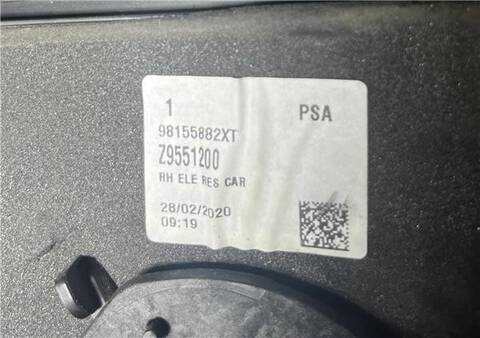 1 PSA
98155882XT
Z9551200
RH ELE RES CAR
28/02/2020
09:19